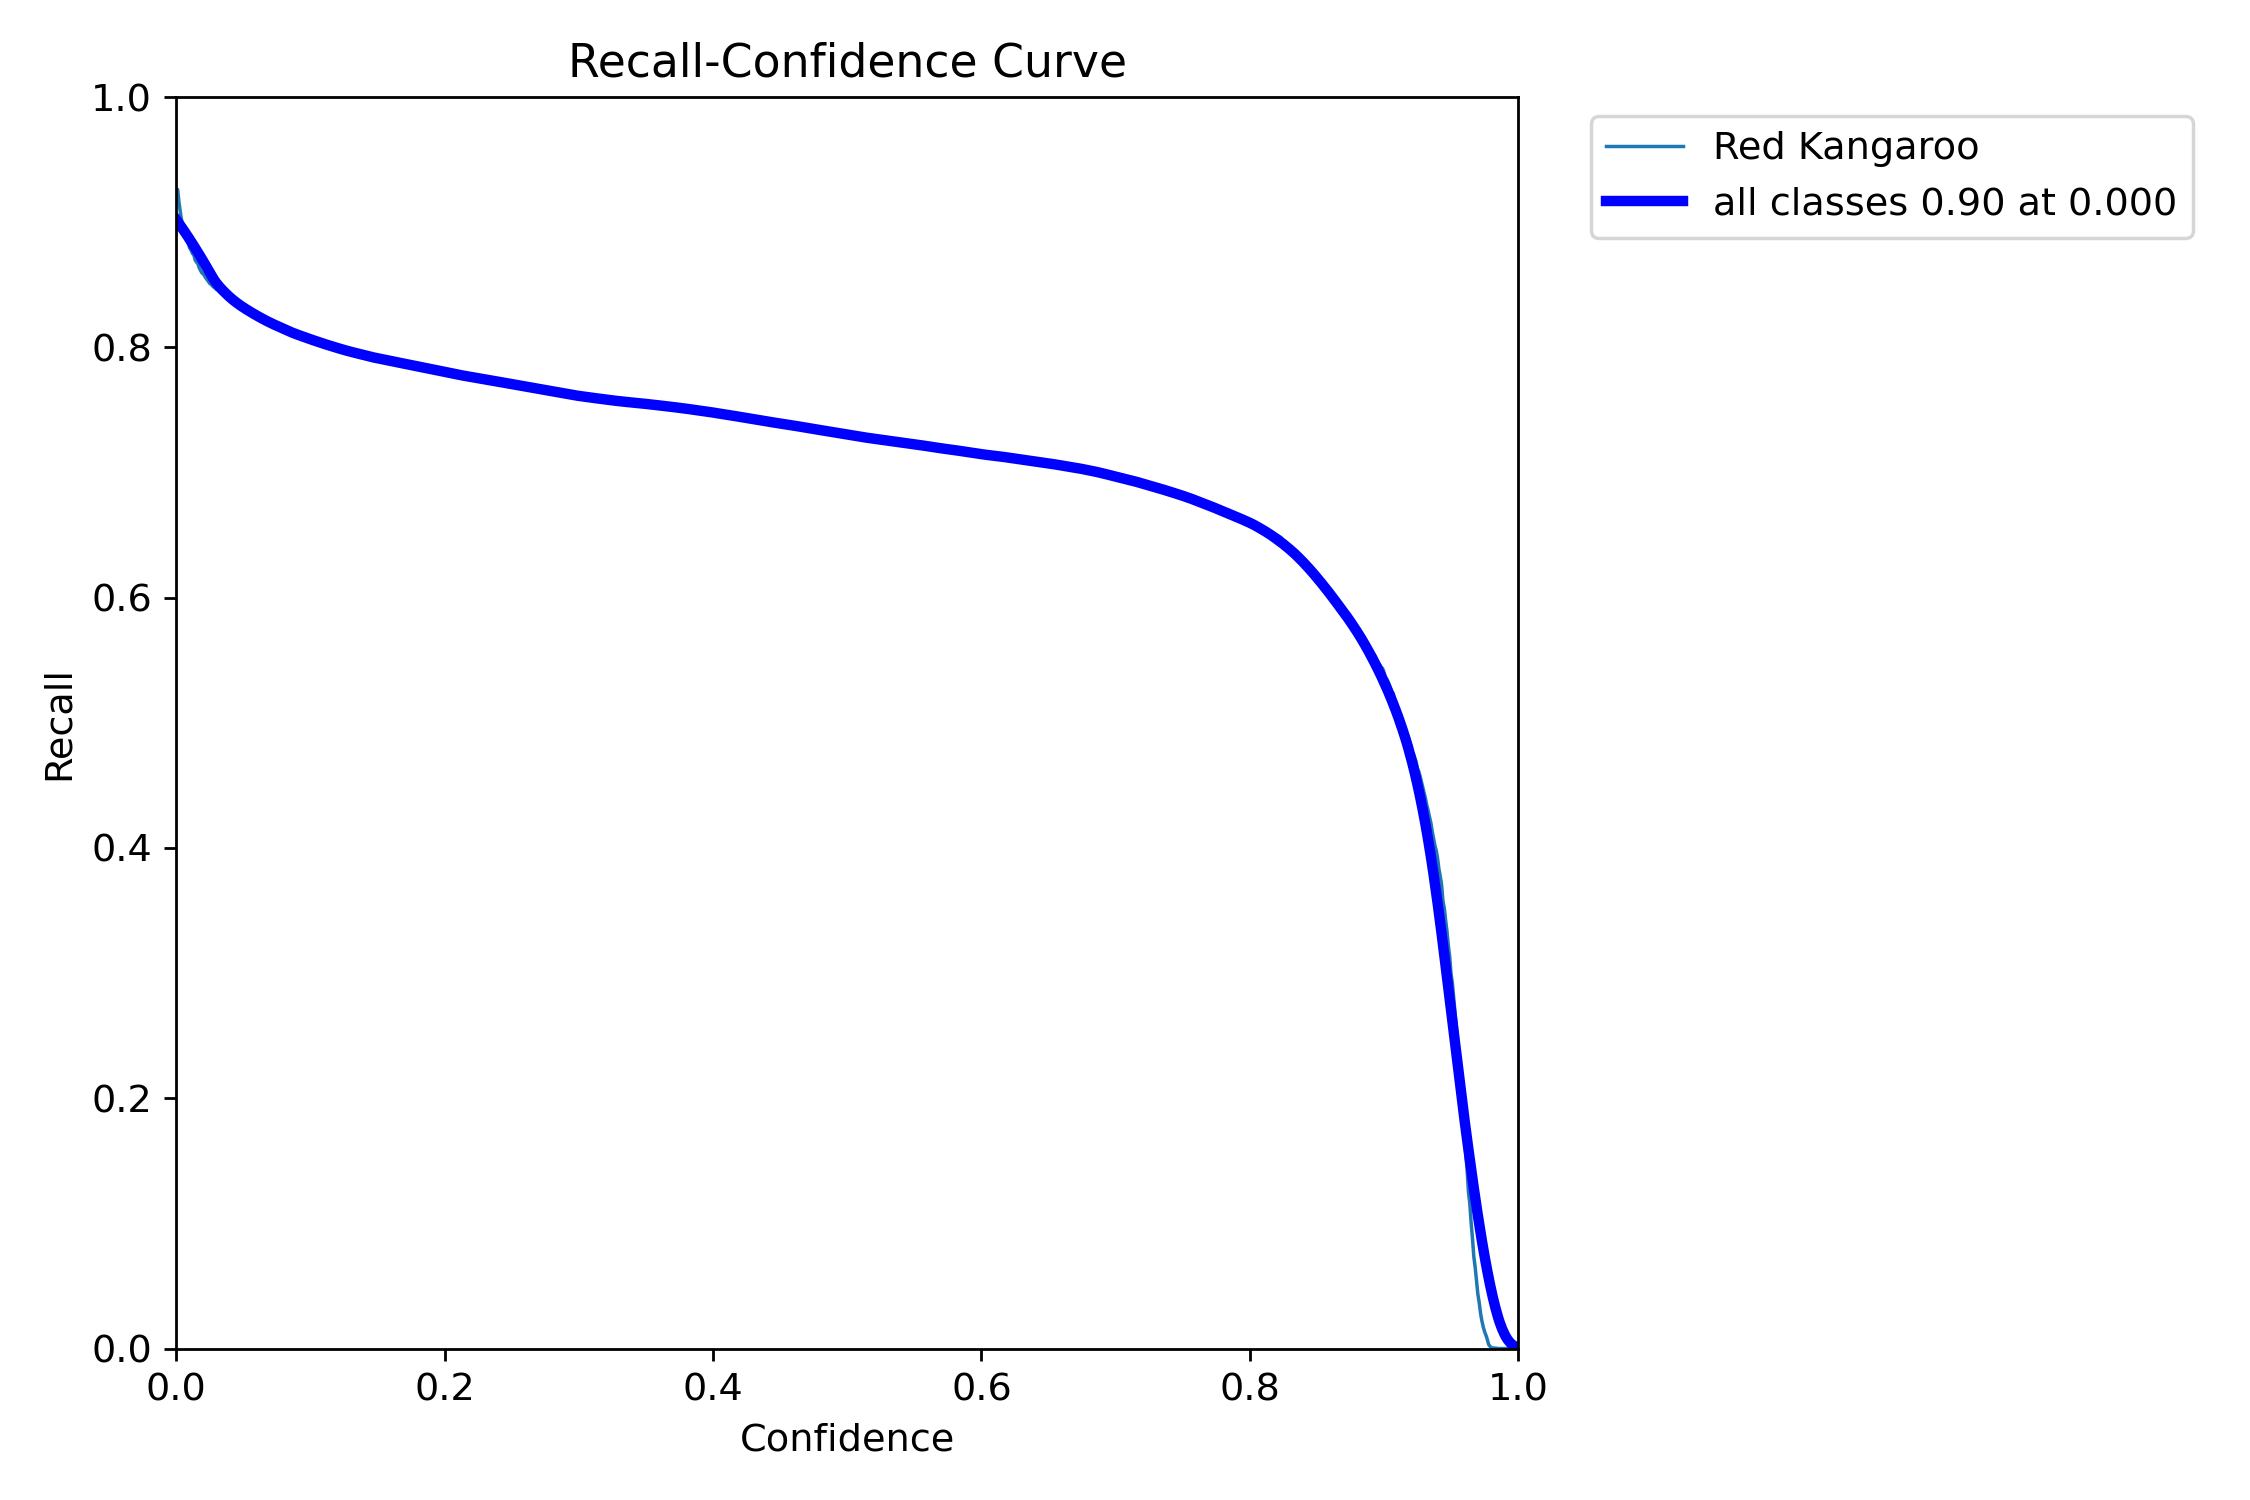 Recall-Confidence Curve
1.0
0.8
0.6
0.4
0.2
0.0
Recall
0.0 0.2 0.4 0.6 0.8 1.0
Confidence
Red Kangaroo
all classes 0.90 at 0.000